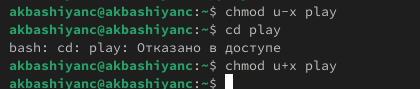 akbashiyanc@akbashiyanc:~$ chmod u-x play
akbashiyanc@akbashiyanc:~$ cd play
bash: cd: play: Отказано в доступе
akbashiyanc@akbashiyanc:~$ chmod u+x play
akbashiyanc@akbashiyanc:~$